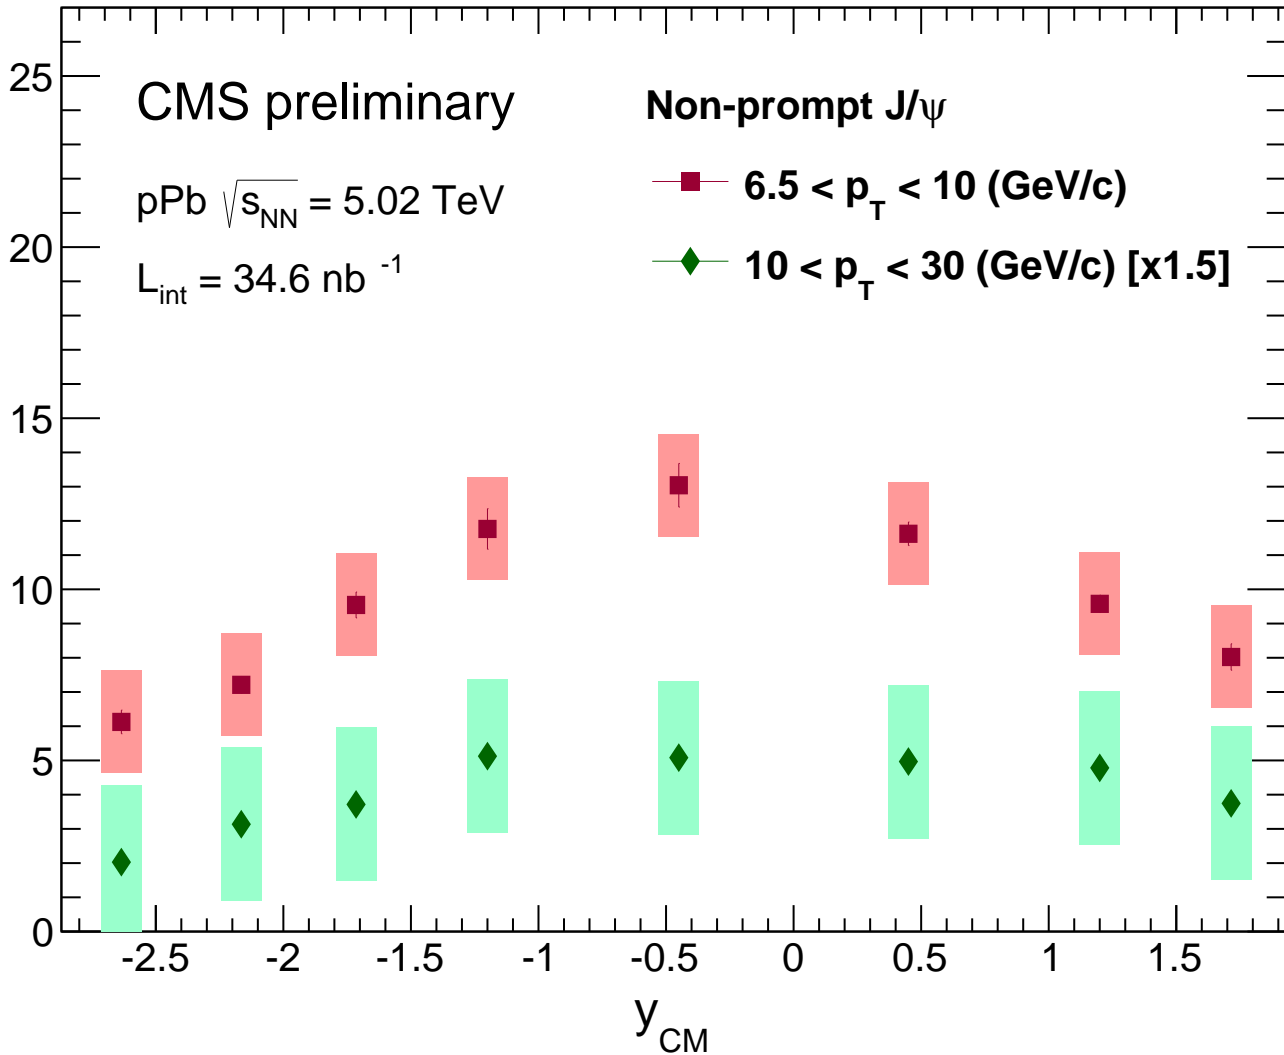 CMS preliminary
pPb √sNN = 5.02 TeV
Lint = 34.6 nb -1
Non-prompt J/ψ
6.5 < pT < 10 (GeV/c)
10 < pT < 30 (GeV/c) [x1.5]
25
20
15
10
5
0
-2.5 -2 -1.5 -1 -0.5 0 0.5 1 1.5
yCM